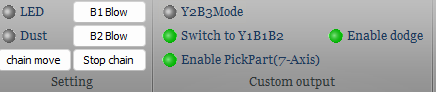 LED B1 Blow Y2B3Mode
Dust B2 Blow Switch to Y1B1B2 Enable dodge
chain move Stop chain Enable PickPart(7-Axis)
Setting Custom output